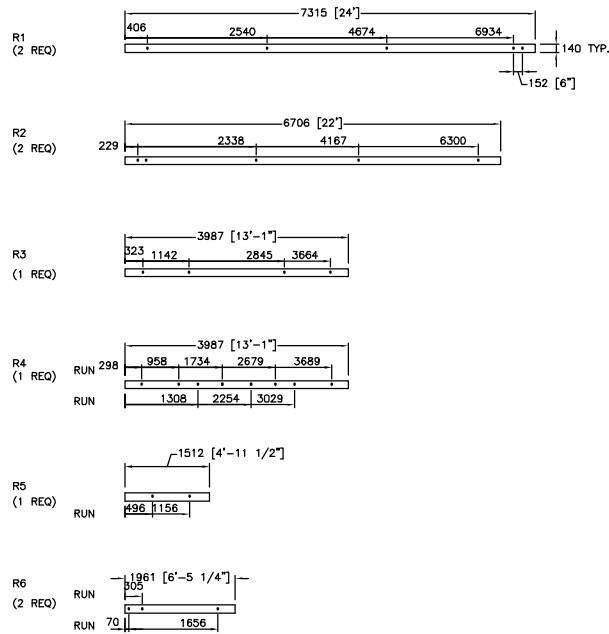 7315 [24']
406 2540 4674 6934
R1
(2 REQ)
140 TYP.
152 [6"]
6706 [22']
R2
(2 REQ)
229 2338 4167 6300
3987 [13'-1"]
R3
(1 REQ)
323 1142 2845 3664
3987 [13'-1"]
R4
(1 REQ)
RUN 298 958 1734 2679 3689
RUN 1308 2254 3029
1512 [4'-11 1/2"]
R5
(1 REQ)
RUN 496 1156
1961 [6'-5 1/4"]
R6
(2 REQ)
RUN 305
RUN 70 1656